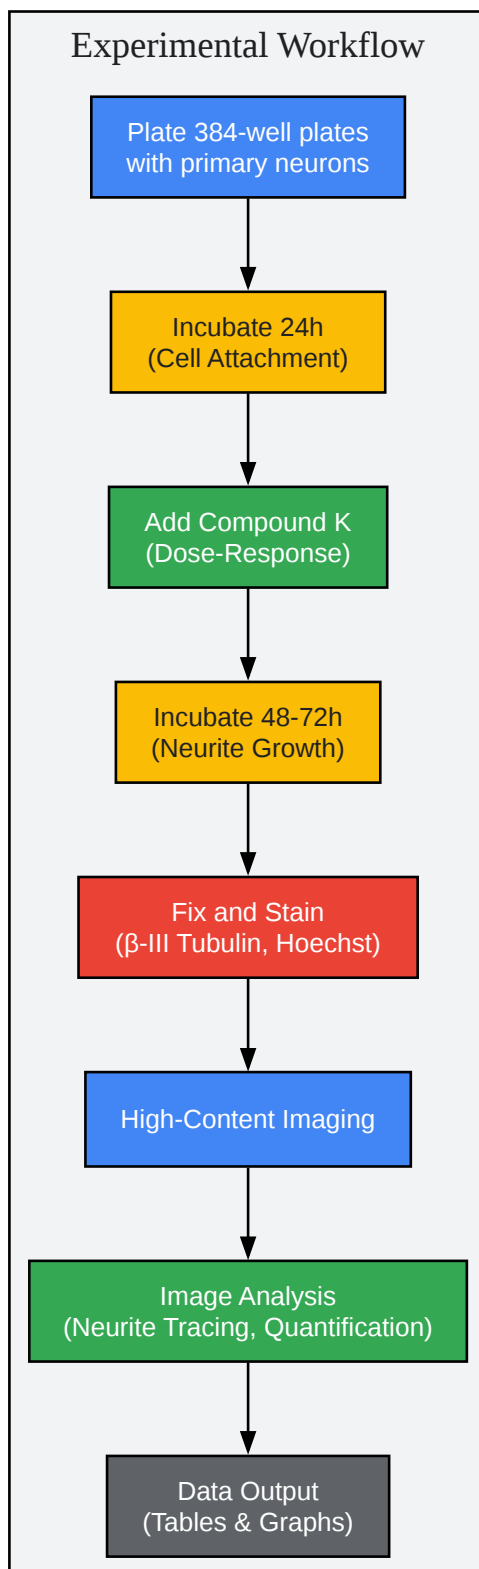 Experimental Workflow
Plate 384-well plates
with primary neurons
Incubate 24h
(Cell Attachment)
Add Compound K
(Dose-Response)
Incubate 48-72h
(Neurite Growth)
Fix and Stain
(β-III Tubulin, Hoechst)
High-Content Imaging
Image Analysis
(Neurite Tracing, Quantification)
Data Output
(Tables & Graphs)